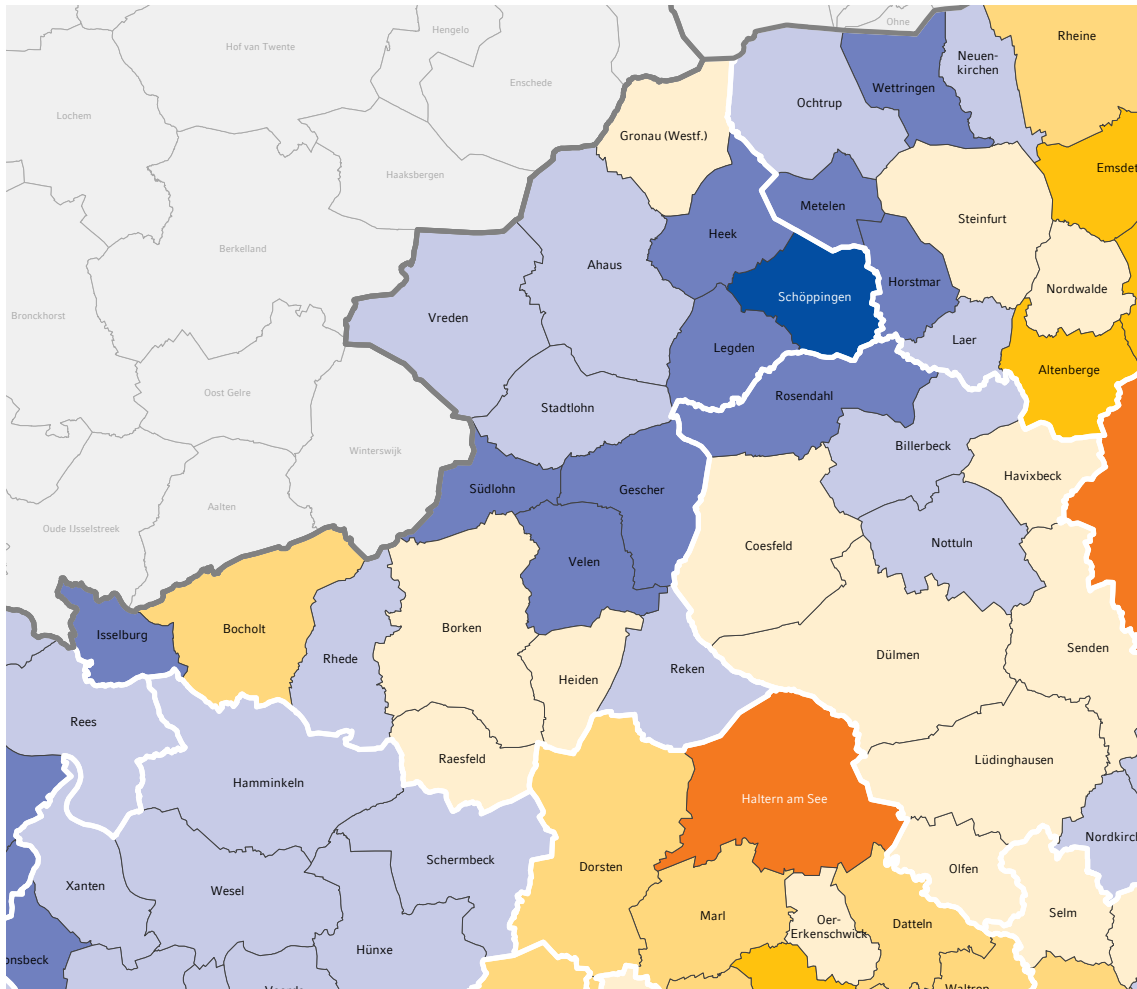 Ohne
Hengelo
Rheine
Hof van Twente
Neuen-
kirchen
Enschede
Wettringen
Ochtrup
Lochem
Gronau (Westf.)
Emsdet
Haaksbergen
Metelen
Steinfurt
Heek
Berkelland
Ahaus
Horstmar
Nordwalde
Schöppingen
Bronckhorst
Vreden
Laer
Legden
Altenberge
Oost Gelre
Rosendahl
Stadtlohn
Billerbeck
Winterswijk
Havixbeck
Südlohn
Gescher
Aalten
Oude IJsselstreek
Nottuln
Coesfeld
Velen
Borken
Bocholt
Isselburg
Senden
Dülmen
Rhede
Reken
Heiden
Rees
Raesfeld
Lüdinghausen
Hamminkeln
Haltern am See
Nordkirch
Schermbeck
Dorsten
Olfen
Xanten
Wesel
Selm
Marl
Oer-
Erkenschwick
Datteln
Hünxe
onsbeck